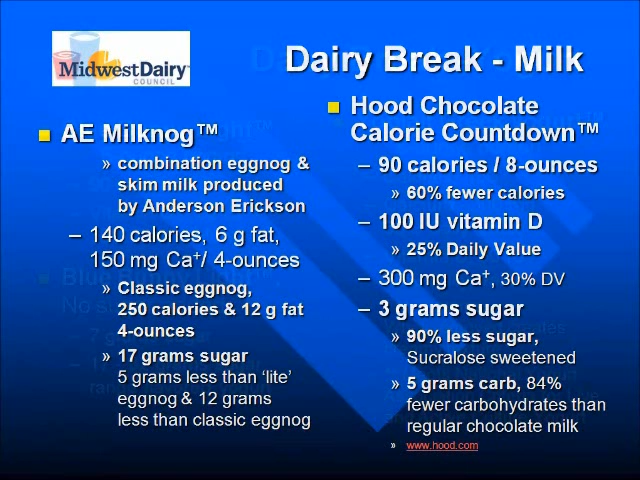 MidwestDairy
COUNCIL
Dairy Break - Milk
AE Milknog™
» combination eggnog &
skim milk produced
by Anderson Erickson
– 140 calories, 6 g fat,
150 mg Ca+/ 4-ounces
» Classic eggnog,
250 calories & 12 g fat
4-ounces
» 17 grams sugar
5 grams less than ‘lite’
eggnog & 12 grams
less than classic eggnog
Hood Chocolate
Calorie Countdown™
– 90 calories / 8-ounces
» 60% fewer calories
– 100 IU vitamin D
» 25% Daily Value
– 300 mg Ca+, 30% DV
– 3 grams sugar
» 90% less sugar,
Sucralose sweetened
» 5 grams carb, 84%
fewer carbohydrates than
regular chocolate milk
» www.hood.com